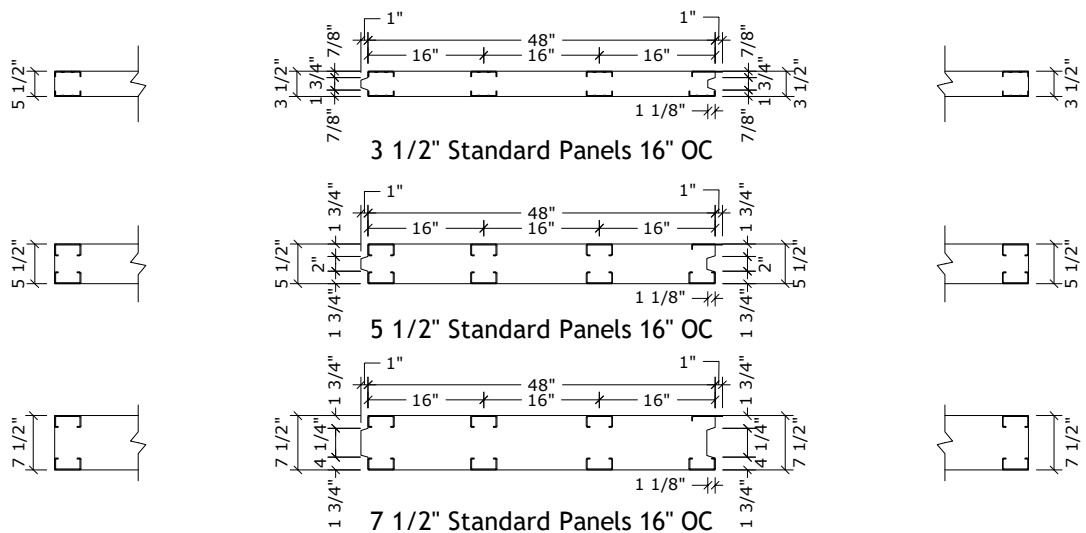 1" 1"
7/8" 48" 7/8"
16" 16" 16"
5 1/2" 3 1/2" 1 3/4" 1 3/4" 3 1/2" 3 1/2"
7/8" 1 1/8" 7/8"
3 1/2" Standard Panels 16" OC
1" 1"
1 3/4" 48" 1 3/4"
16" 16" 16"
5 1/2" 5 1/2" 2" 2" 5 1/2" 5 1/2"
1 3/4" 1 1/8" 1 3/4"
5 1/2" Standard Panels 16" OC
1" 1"
1 3/4" 48" 1 3/4"
16" 16" 16"
7 1/2" 7 1/2" 4 1/4" 4 1/4" 7 1/2" 7 1/2"
1 3/4" 1 1/8" 1 3/4"
7 1/2" Standard Panels 16" OC